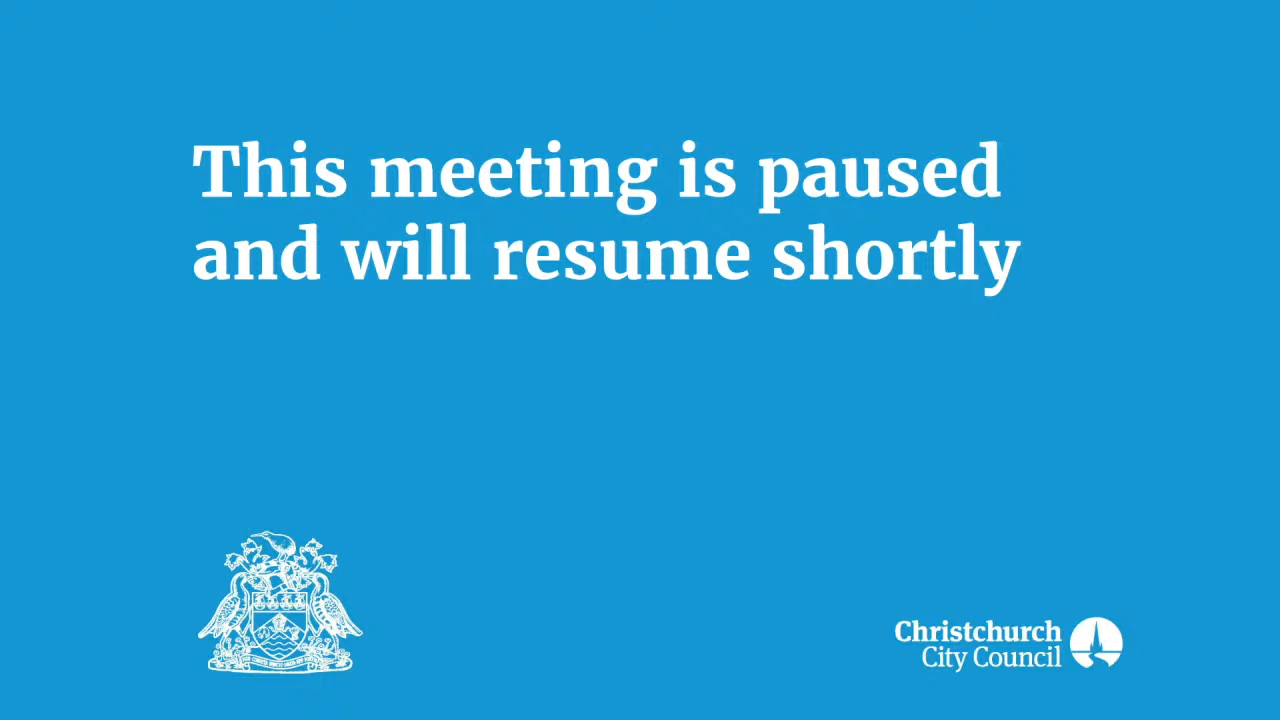 This meeting is paused
and will resume shortly
Christchurch
City Council